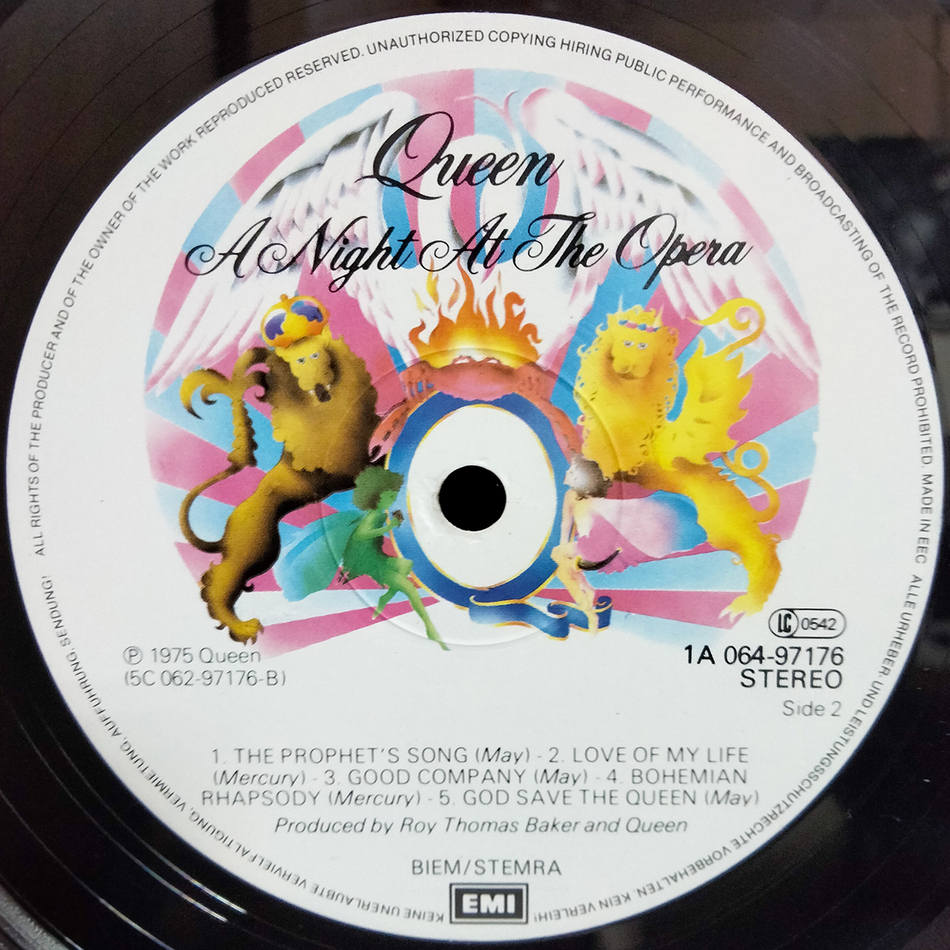 Queen
A Night At The Opera
LC 0542
℗ 1975 Queen
(5C 062-97176-B)
1A 064-97176
STEREO
Side 2
1. THE PROPHET'S SONG (May) - 2. LOVE OF MY LIFE
(Mercury) - 3. GOOD COMPANY (May) - 4. BOHEMIAN
RHAPSODY (Mercury) - 5. GOD SAVE THE QUEEN (May)
Produced by Roy Thomas Baker and Queen
BIEM/STEMRA
EMI
ALL RIGHTS OF THE PRODUCER AND OF THE OWNER OF THE WORK REPRODUCED RESERVED. UNAUTHORIZED COPYING HIRING PUBLIC PERFORMANCE AND BROADCASTING OF THE RECORD PROHIBITED. MADE IN EEC
ALLE URHEBER- UND LEISTUNGSSCHUTZRECHTE VORBEHALTEN. KEIN VERLEIH! KEINE UNERLAUBTE VERVIELFÄLTIGUNG, VERMIETUNG, AUFFÜHRUNG, SENDUNG!